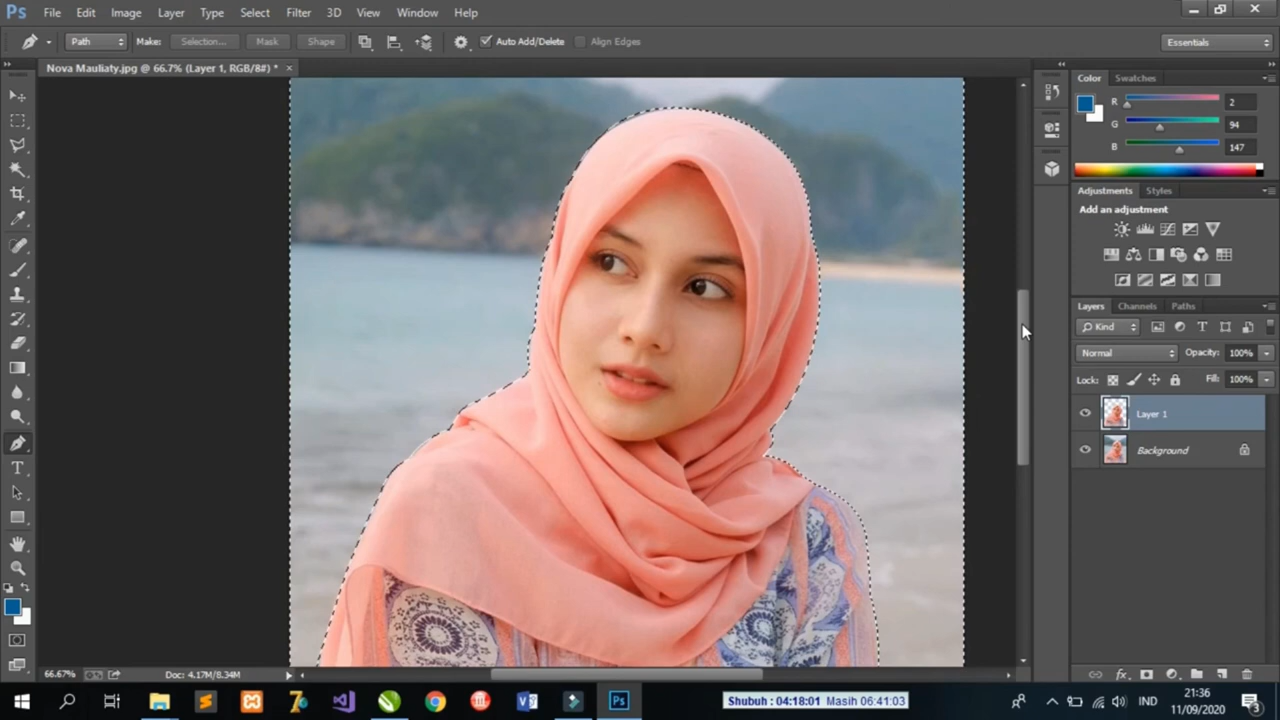 Ps File Edit Image Layer Type Select Filter 3D View Window Help
Path Make: Selection... Mask Shape Auto Add/Delete Align Edges Essentials
Nova Mauliaty.jpg @ 66.7% (Layer 1, RGB/8#) * ×
Color Swatches
R 2
G 94
B 147
Adjustments Styles
Add an adjustment
Layers Channels Paths
Kind
Normal Opacity: 100%
Lock: Fill: 100%
Layer 1
Background
66.67% Doc: 4.17M/8.34M
Shubuh : 04:18:01 Masih 06:41:03
IND
21:36
11/09/2020
3